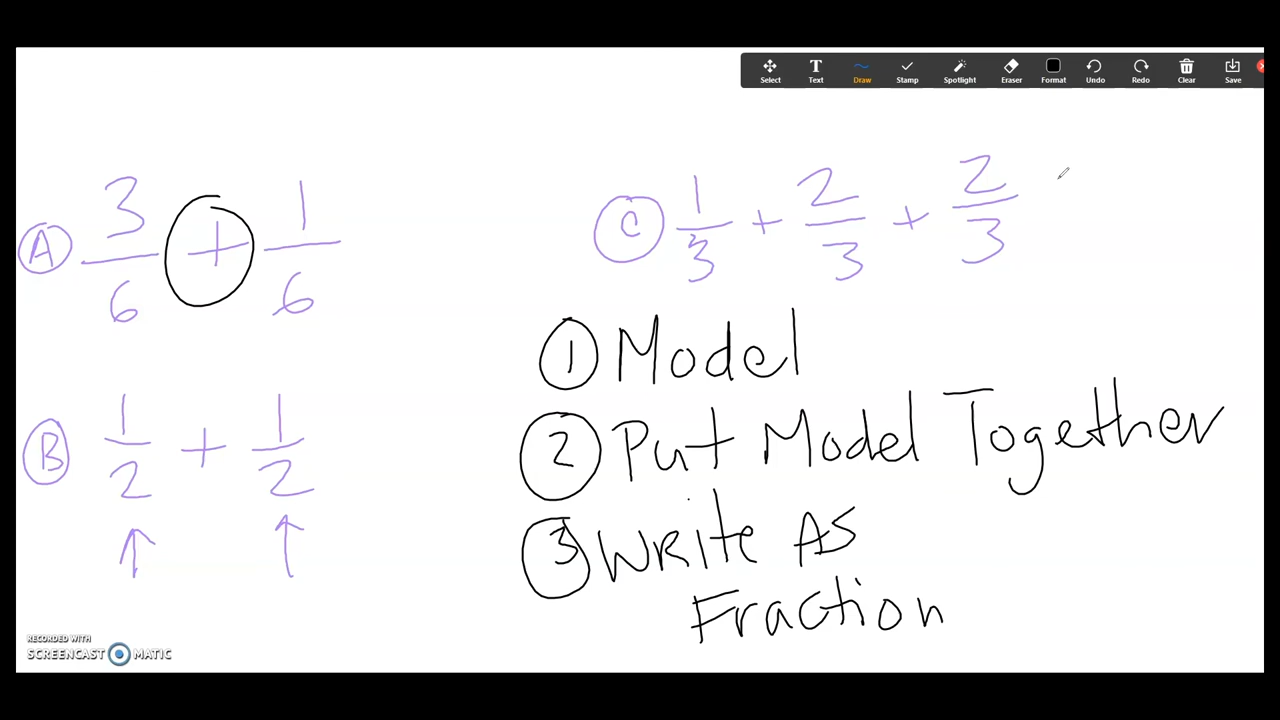 Select Text Draw Stamp Spotlight Eraser Format Undo Redo Clear Save
A 3/6 + 1/6
C 1/3 + 2/3 + 2/3
1 Model
2 Put Model Together
3 Write As
Fraction
B 1/2 + 1/2
RECORDED WITH
SCREENCAST MATIC